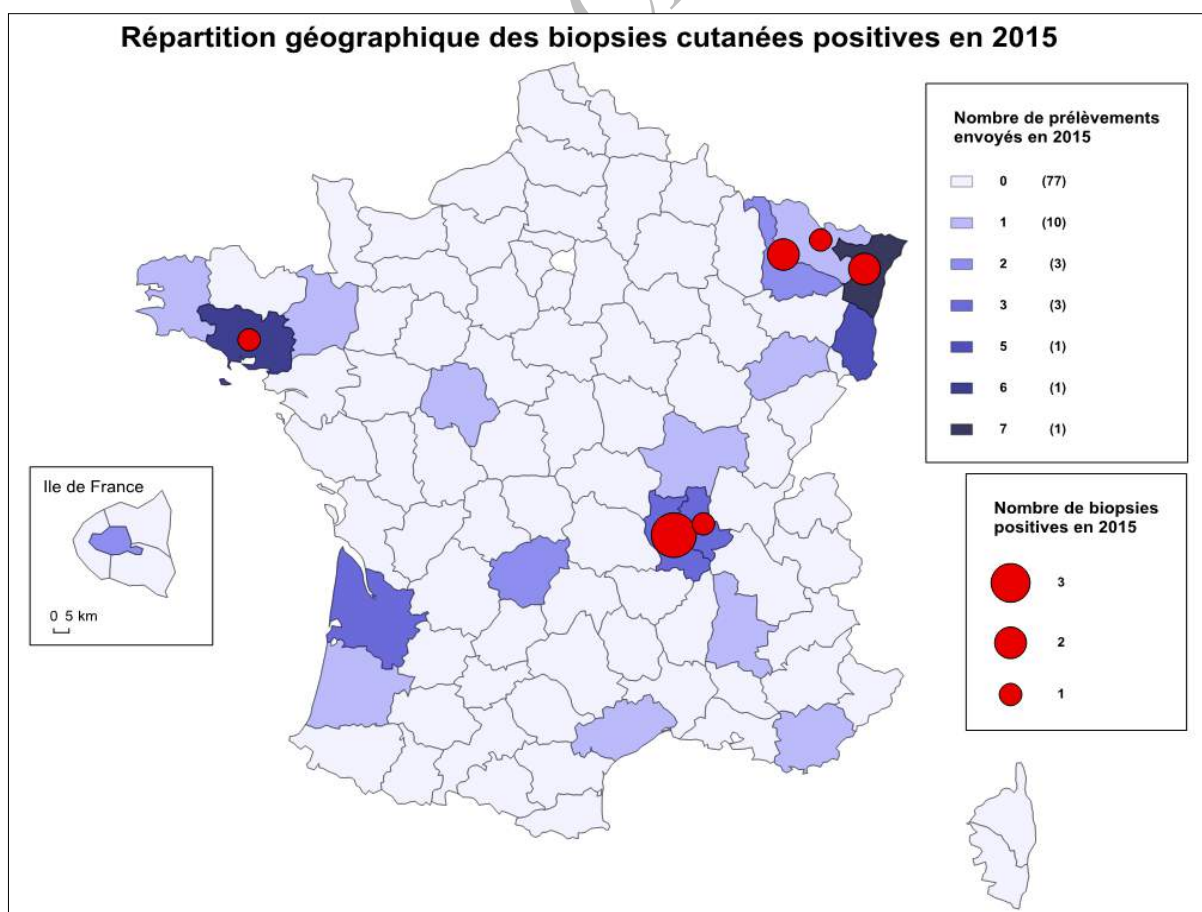 Répartition géographique des biopsies cutanées positives en 2015
Nombre de prélèvements
envoyés en 2015
0 (77)
1 (10)
2 (3)
3 (3)
5 (1)
6 (1)
7 (1)
Ile de France
0 5 km
Nombre de biopsies
positives en 2015
3
2
1